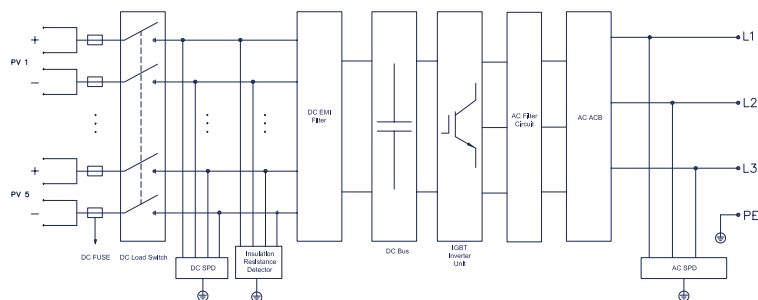 +
PV 1
−
+
PV 5
−
DC FUSE
DC Load Switch
DC SPD
Insulation
Resistance
Detector
DC EMI
Filter
DC Bus
IGBT
Inverter
Unit
AC Filter
Circuit
AC ACB
L1
L2
L3
PE
AC SPD